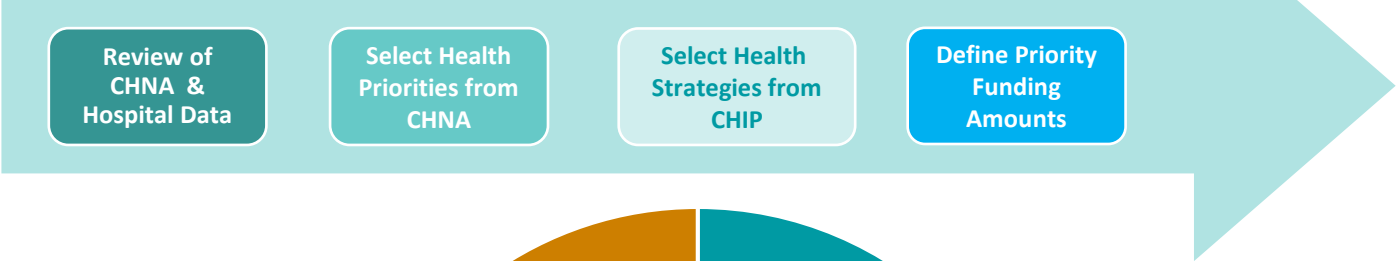 Review of
CHNA & 
Hospital Data
Select Health
Priorities from
CHNA
Select Health
Strategies from
CHIP
Define Priority
Funding
Amounts